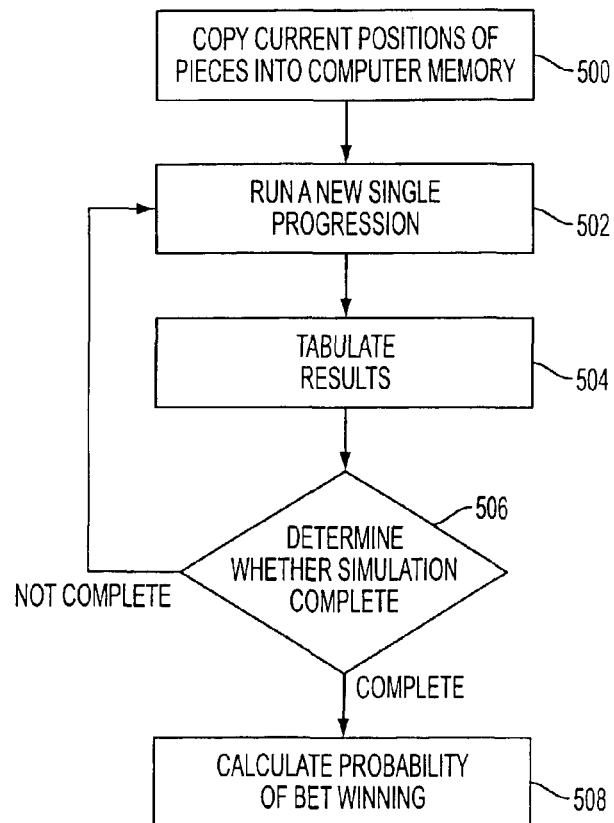 COPY CURRENT POSITIONS OF
PIECES INTO COMPUTER MEMORY
500
RUN A NEW SINGLE
PROGRESSION
502
TABULATE
RESULTS
504
506
DETERMINE
WHETHER SIMULATION
COMPLETE
NOT COMPLETE
COMPLETE
CALCULATE PROBABILITY
OF BET WINNING
508